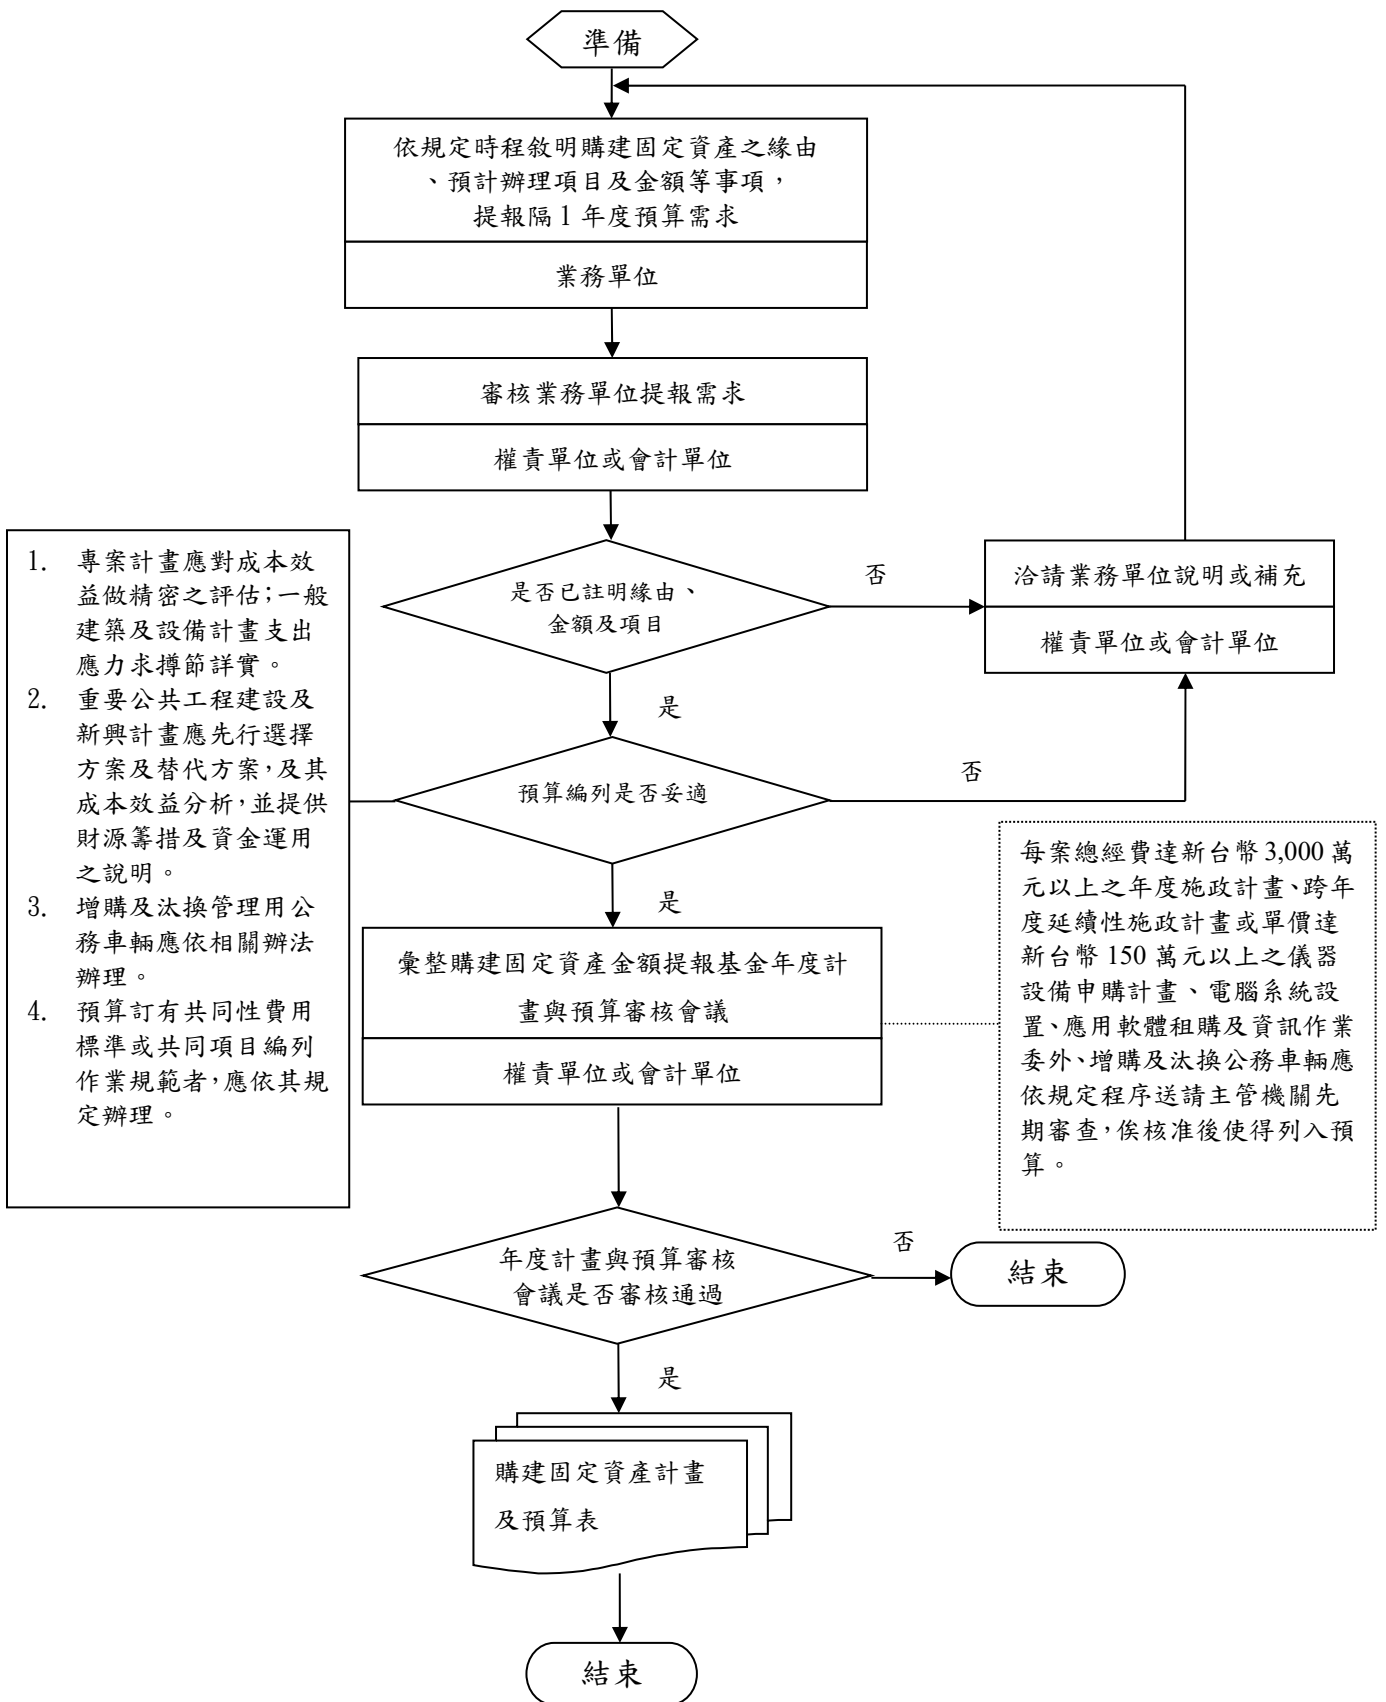 準備
依規定時程敘明購建固定資產之緣由
、預計辦理項目及金額等事項，
提報隔1年度預算需求
業務單位
審核業務單位提報需求
權責單位或會計單位
是否已註明緣由、
金額及項目
否
洽請業務單位說明或補充
權責單位或會計單位
是
1. 專案計畫應對成本效
益做精密之評估;一般
建築及設備計畫支出
應力求撙節詳實。
2. 重要公共工程建設及
新興計畫應先行選擇
方案及替代方案,及其
成本效益分析,並提供
財源籌措及資金運用
之說明。
3. 增購及汰換管理用公
務車輛應依相關辦法
辦理。
4. 預算訂有共同性費用
標準或共同項目編列
作業規範者,應依其規
定辦理。
預算編列是否妥適
否
是
每案總經費達新台幣 3,000 萬
元以上之年度施政計畫、跨年
度延續性施政計畫或單價達
新台幣 150 萬元以上之儀器
設備申購計畫、電腦系統設
置、應用軟體租購及資訊作業
委外、增購及汰換公務車輛應
依規定程序送請主管機關先
期審查,俟核准後使得列入預
算。
彙整購建固定資產金額提報基金年度計
畫與預算審核會議
權責單位或會計單位
年度計畫與預算審核
會議是否審核通過
否
結束
是
購建固定資產計畫
及預算表
結束